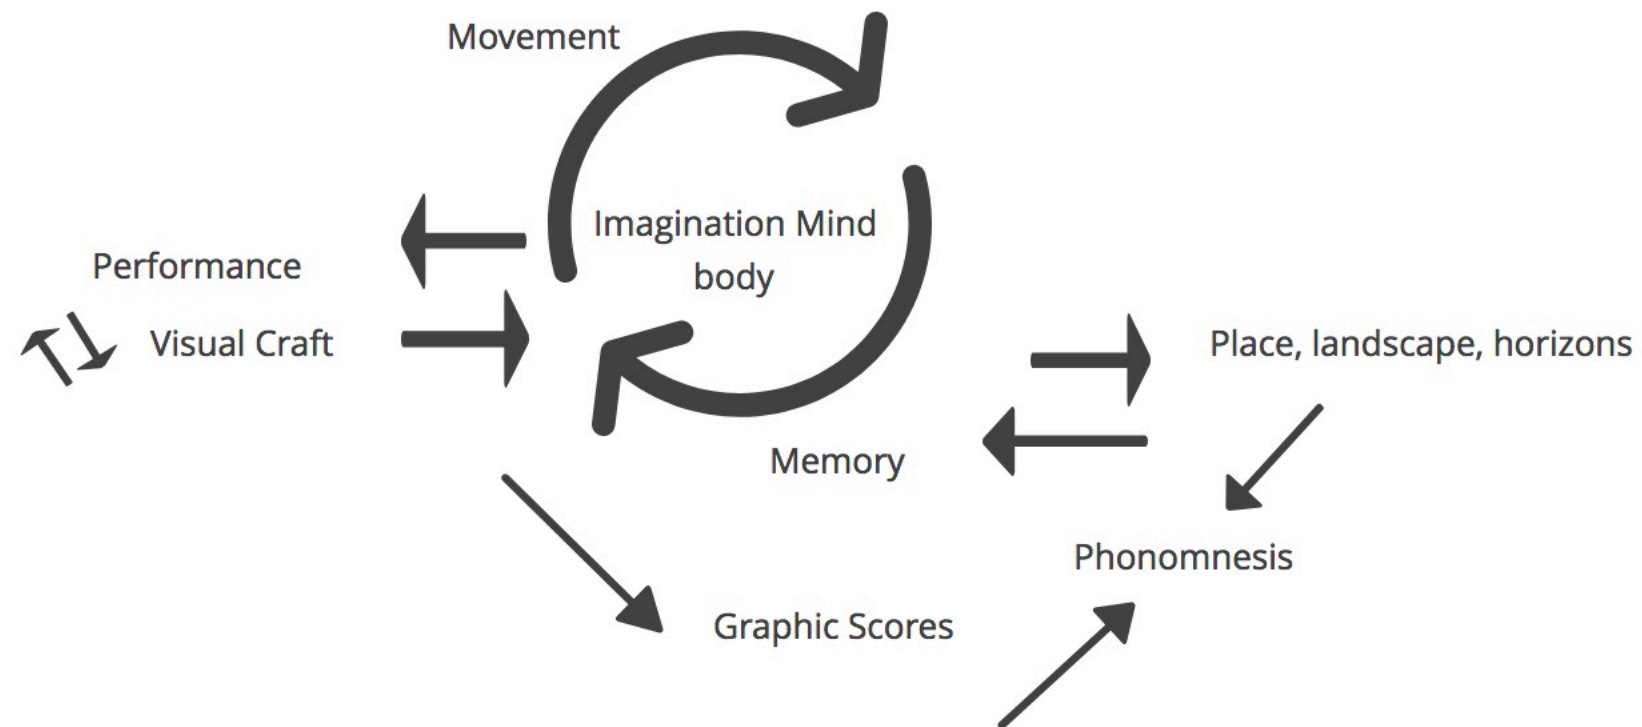 Movement
Imagination Mind
body
Performance
Visual Craft
Place, landscape, horizons
Memory
Phonomnesis
Graphic Scores